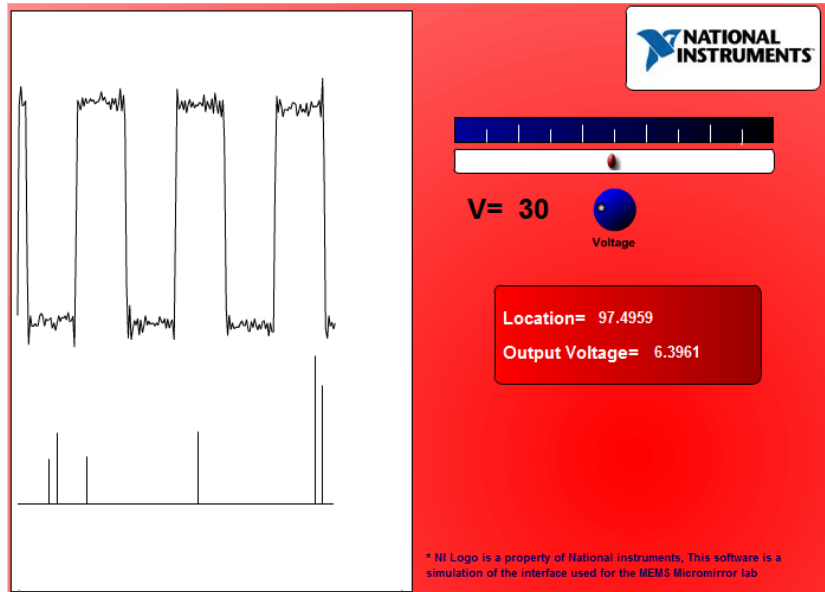 NATIONAL
INSTRUMENTS
V= 30
Voltage
Location= 97.4959
Output Voltage= 6.3961
* NI Logo is a property of National instruments, This software is a
simulation of the interface used for the MEMS Micromirror lab